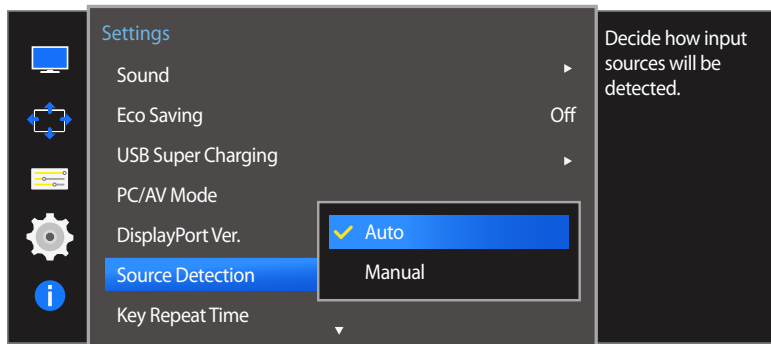 Settings
Sound
Eco Saving Off
USB Super Charging
PC/AV Mode
DisplayPort Ver.
Source Detection
Key Repeat Time
Auto
Manual
Decide how input
sources will be
detected.